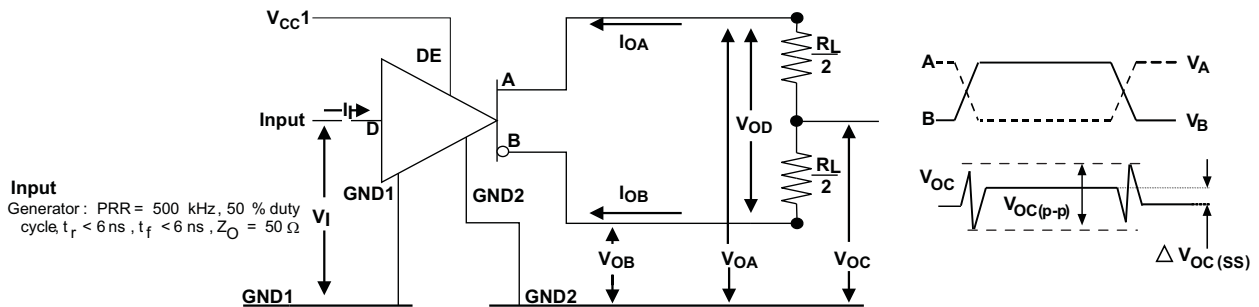 VCC1
DE
IOA
A
II
Input
D
B
GND1
GND2
IOB
VI
VOB
VOA
VOD
VOC
RL
2
RL
2
GND1
GND2
Input
Generator: PRR = 500 kHz, 50 % duty
cycle, tr < 6 ns, tf < 6 ns, ZO = 50 Ω
A
VA
B
VB
VOC
VOC(p-p)
△ VOC(SS)